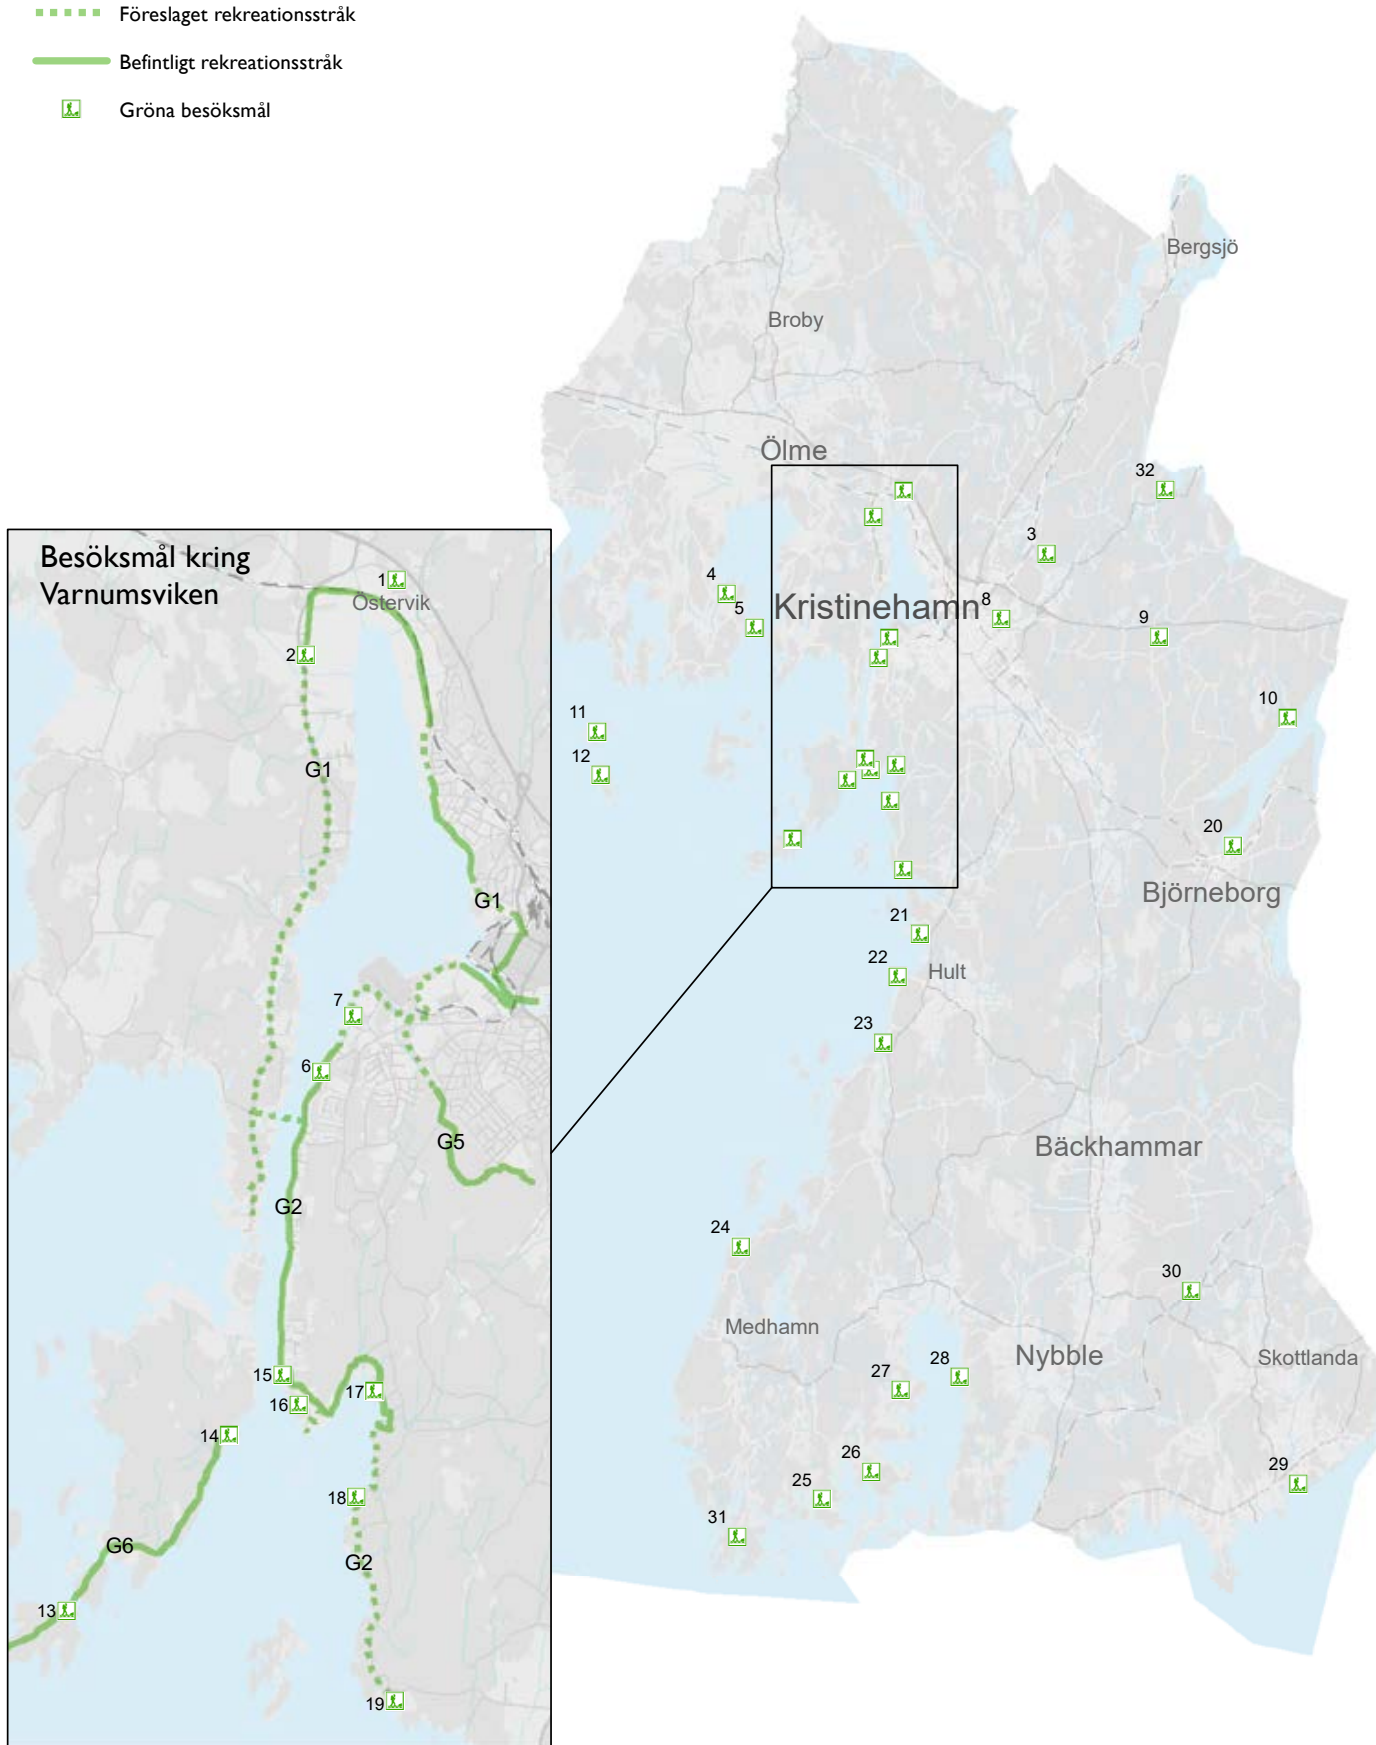 Föreslaget rekreationsstråk
Befintligt rekreationsstråk
Gröna besöksmål
Bergsjö
Broby
Ölme
32
3
4
5
Kristinehamn
8
9
10
11
12
20
Björneborg
21
22
Hult
23
Bäckhammar
24
30
Medhamn
Nybble
Skottlanda
27
28
26
25
29
31
Besöksmål kring
Varnumsviken
1
Östervik
2
G1
G1
7
6
G5
G2
15
17
16
14
18
G6
G2
13
19